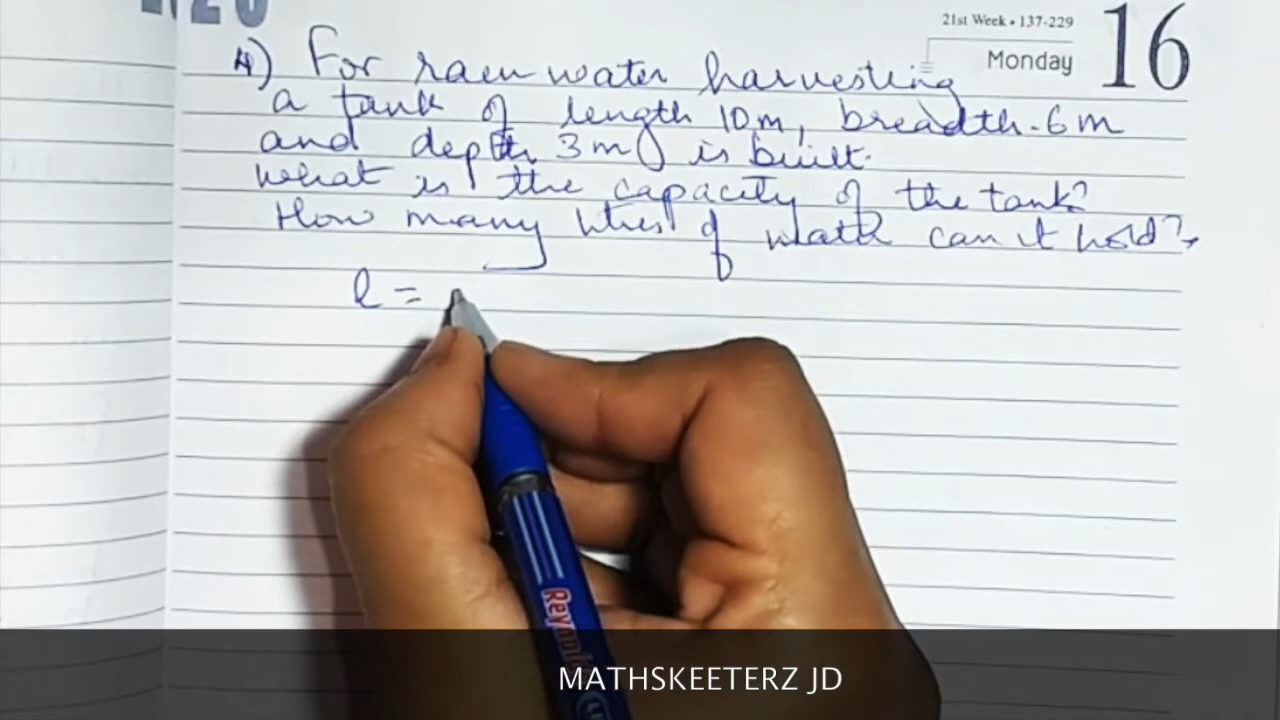 21st Week • 137-229
Monday
16
4) For rain water harvesting
a tank of length 10m, breadth 6m
and depth 3m is built.
What is the capacity of the tank?
How many litres of water can it hold?
l =
Reynolds
MATHSKEETERZ JD